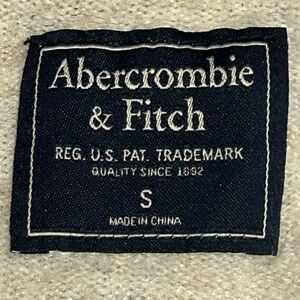 Abercrombie
& Fitch
REG. U.S. PAT. TRADEMARK
QUALITY SINCE 1892
S
MADE IN CHINA